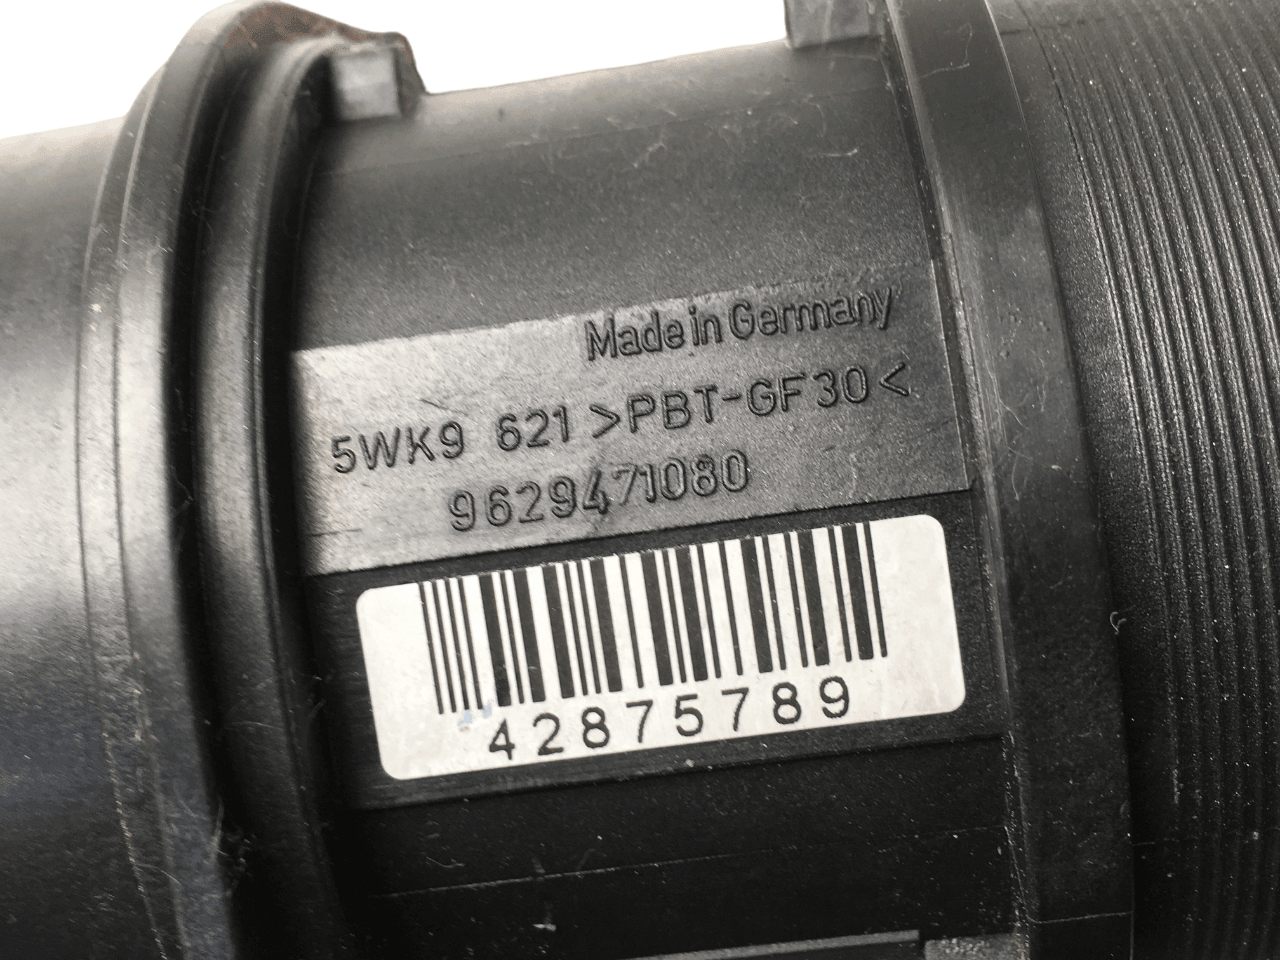 Made in Germany
5WK9 621 >PBT-GF30<
9629471080
42875789